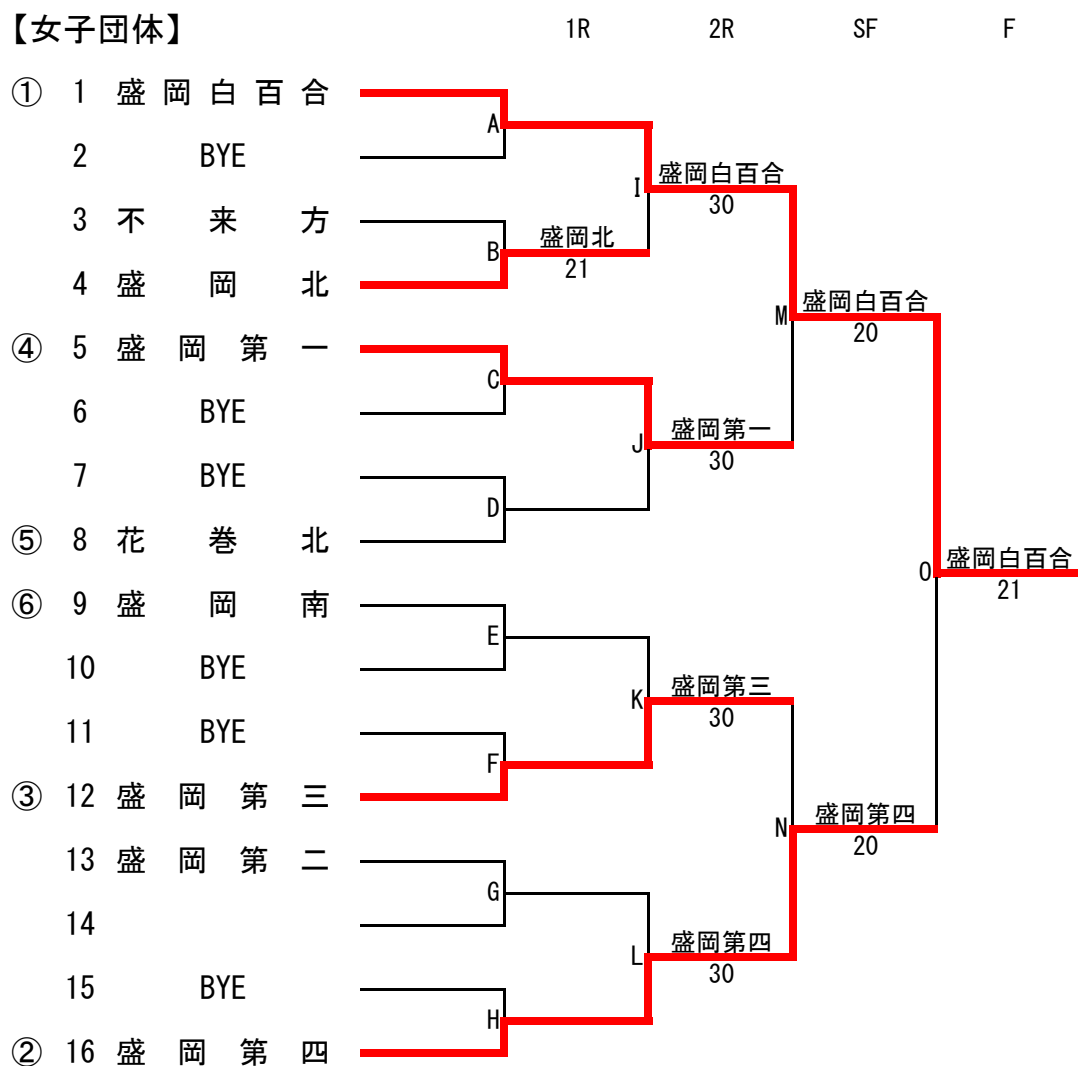 【女子団体】 1R 2R SF F
① 1 盛岡白百合
A
2 BYE
I 盛岡白百合
30
3 不来方
B 盛岡北
21
4 盛岡北
M 盛岡白百合
20
④ 5 盛岡第一
C
6 BYE
J 盛岡第一
30
7 BYE
D
⑤ 8 花巻北
O 盛岡白百合
21
⑥ 9 盛岡南
E
10 BYE
K 盛岡第三
30
11 BYE
F
③ 12 盛岡第三
N 盛岡第四
20
13 盛岡第二
G
14
L 盛岡第四
30
15 BYE
H
② 16 盛岡第四